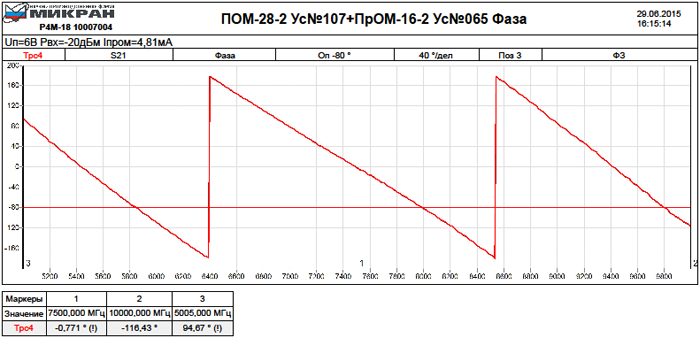 МИКРАН
Р4М-18 10007004
ПОМ-28-2 Ус№107+ПрОМ-16-2 Ус№065 Фаза
29.06.2015
16:15:14
Uп=6В Pвх=-20дБм Iпром=4,81мА
Трс4 S21 Фаза Оп -80 ° 40 °/дел Поз 3 ФЗ
200
160
120
80
40
0
-40
-80
-120
-160
3 1 2
5200 5400 5600 5800 6000 6200 6400 6600 6800 7000 7200 7400 7600 7800 8000 8200 8400 8600 8800 9000 9200 9400 9600 9800
Маркеры 1 2 3
Значение 7500,000 МГц 10000,000 МГц 5005,000 МГц
Трс4 -0,771 ° (!) -116,43 ° 94,67 ° (!)